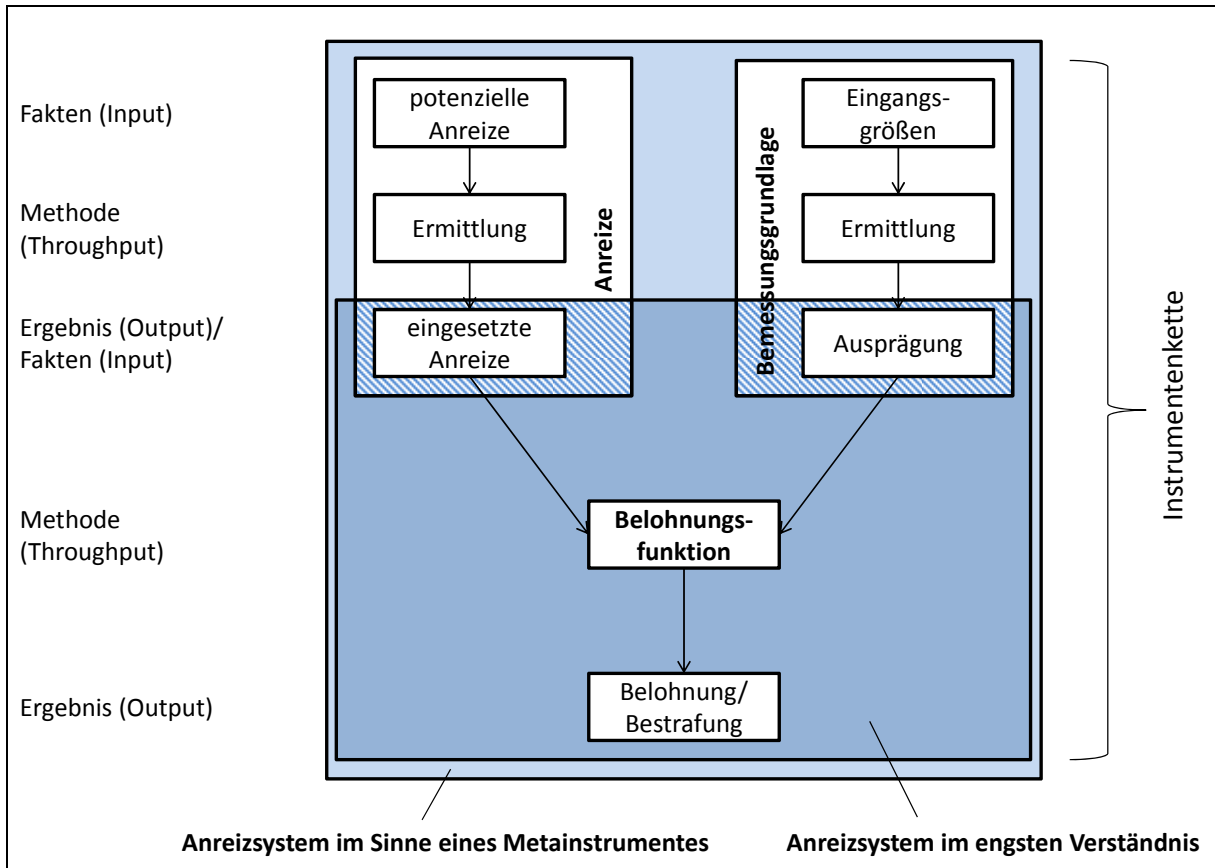 Fakten (Input)
potenzielle
Anreize
Eingangs-
größen
Methode
(Throughput)
Ermittlung
Anreize
Bemessungsgrundlage
Ermittlung
Ergebnis (Output)/
Fakten (Input)
eingesetzte
Anreize
Ausprägung
Instrumentenkette
Methode
(Throughput)
Belohnungs-
funktion
Ergebnis (Output)
Belohnung/
Bestrafung
Anreizsystem im Sinne eines Metainstrumentes
Anreizsystem im engsten Verständnis